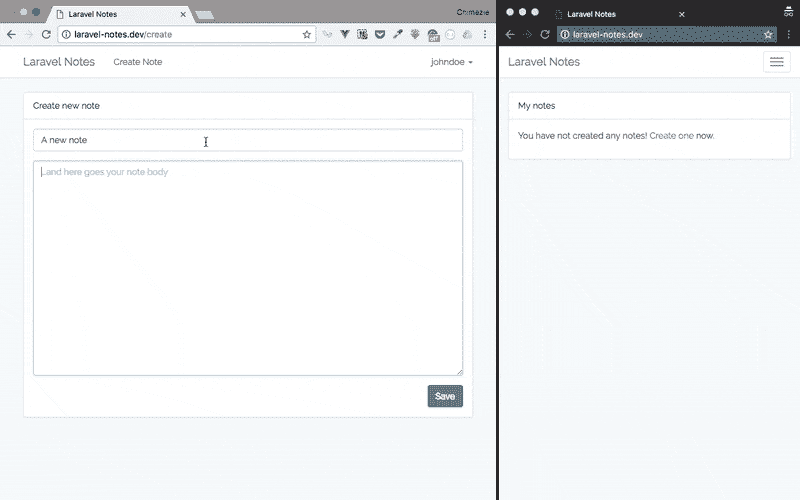 Laravel Notes
Chimezie
laravel-notes.dev/create
Laravel Notes
Create Note
johndoe
Create new note
A new note
...and here goes your note body
Save
Laravel Notes
laravel-notes.dev
Laravel Notes
My notes
You have not created any notes! Create one now.